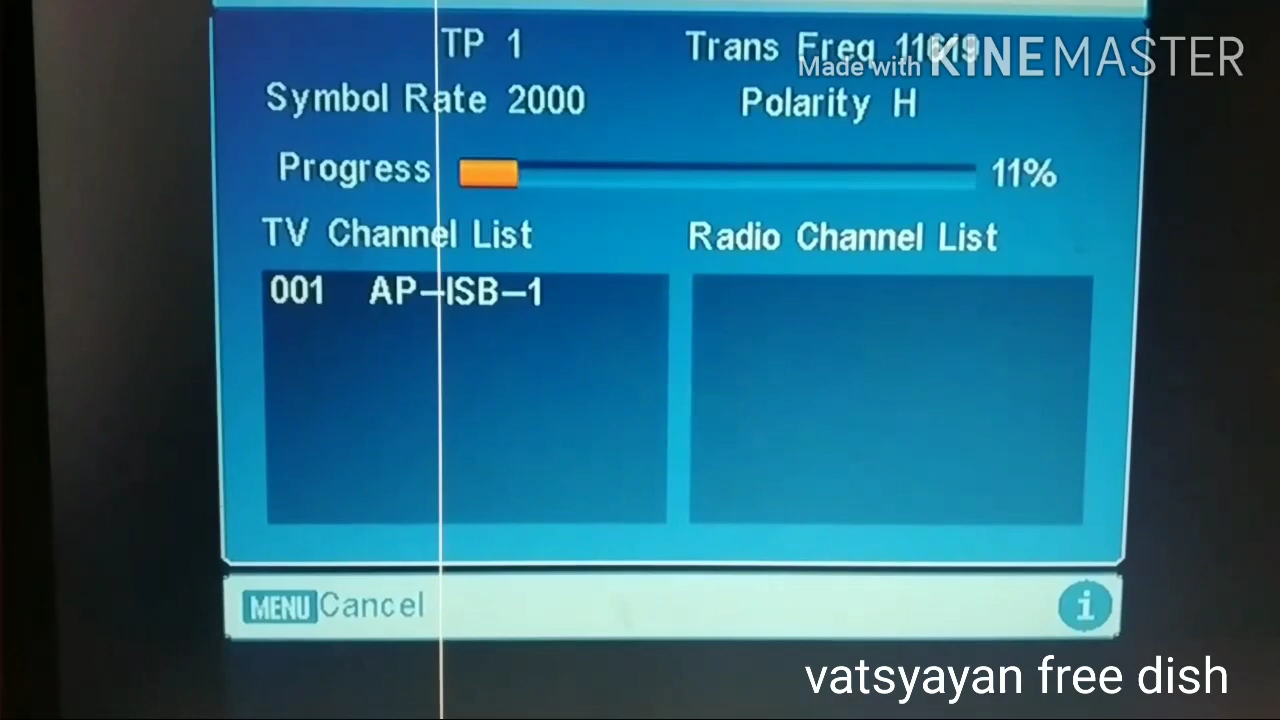 TP 1
Trans Freq 11619
Made with KINEMASTER
Symbol Rate 2000
Polarity H
Progress
11%
TV Channel List
Radio Channel List
001 AP-ISB-1
MENU Cancel
i
vatsyayan free dish